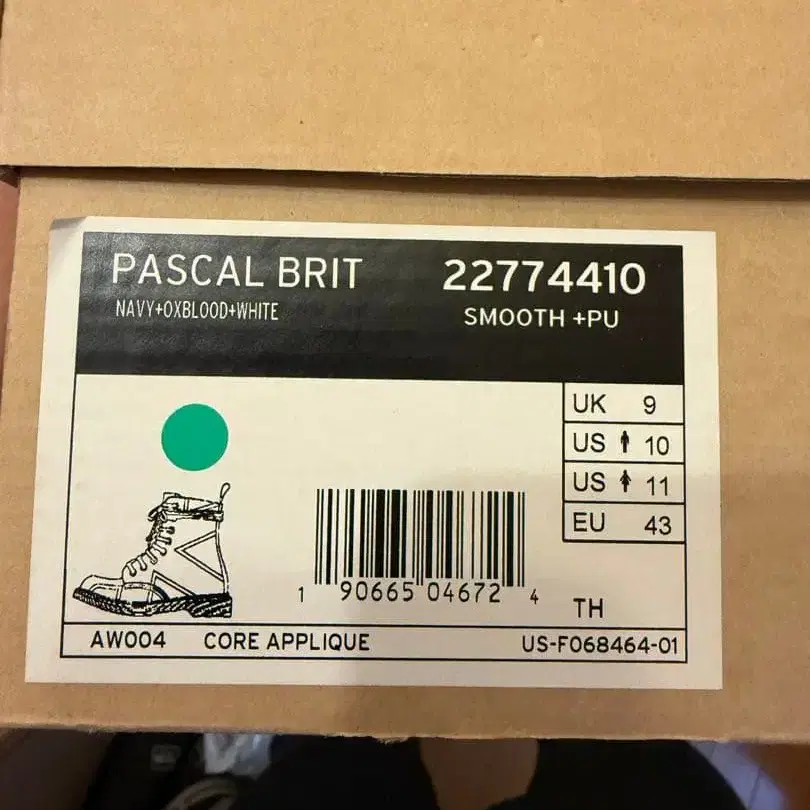 PASCAL BRIT 22774410
NAVY+OXBLOOD+WHITE SMOOTH +PU
UK 9
US 10
US 11
EU 43
1 90665 04672 4
TH
AW004 CORE APPLIQUE US-F068464-01